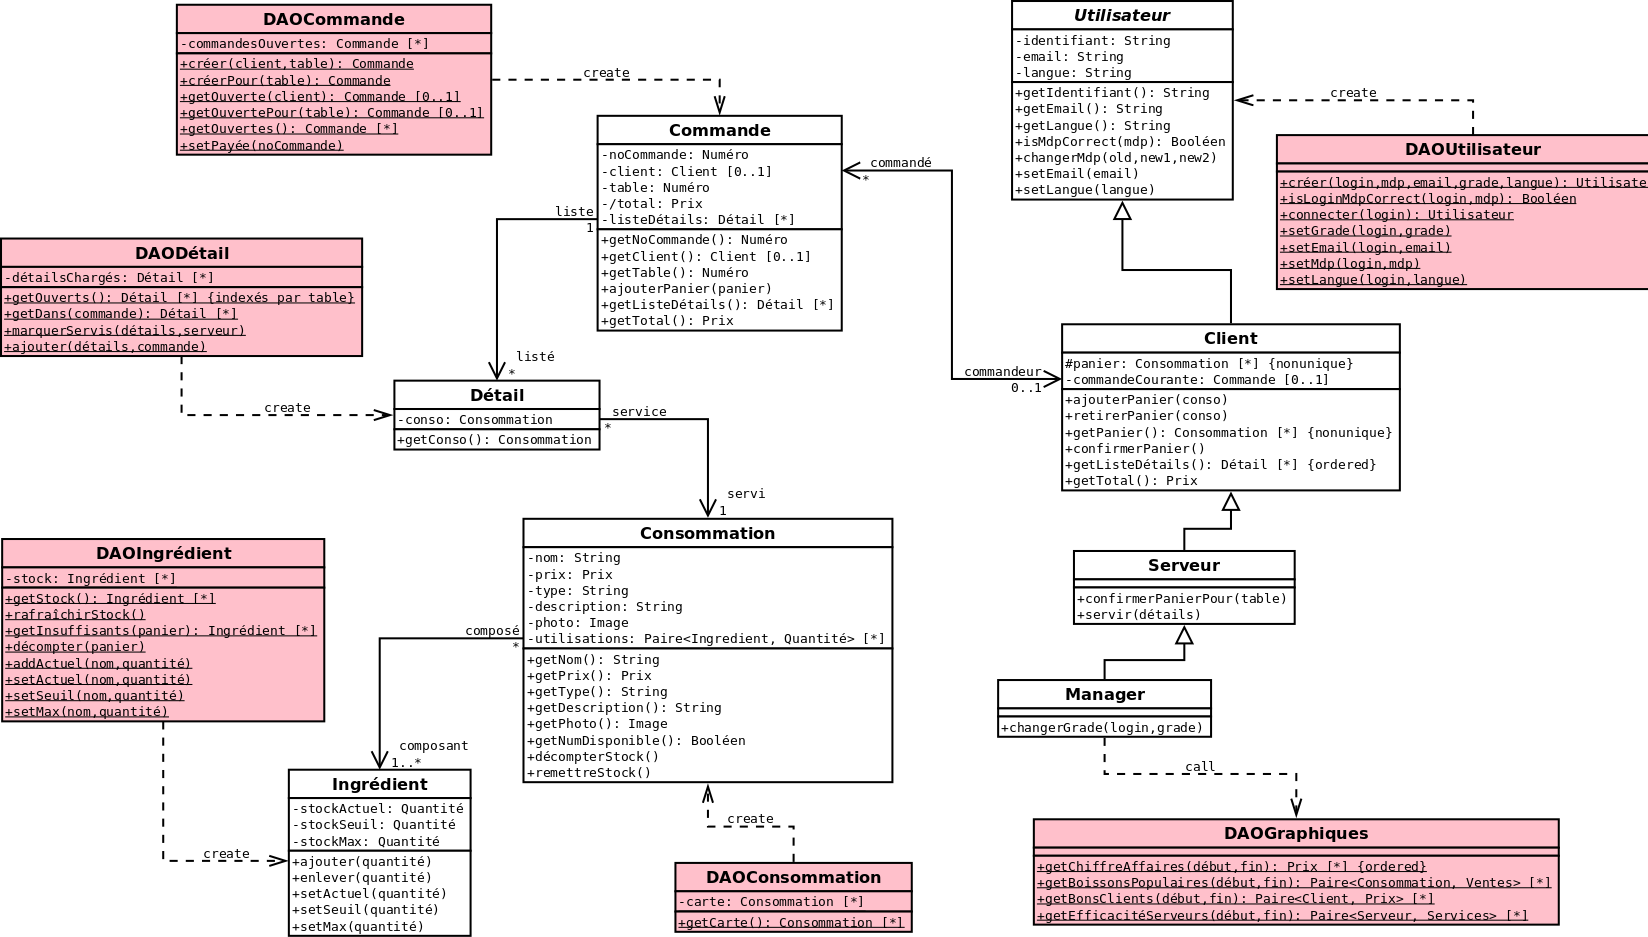 DAOCommande
-commandesOuvertes: Commande [*]
+créer(client,table): Commande
+créerPour(table): Commande
+getOuverte(client): Commande [0..1]
+getOuvertePour(table): Commande [0..1]
+getOuvertes(): Commande [*]
+setPayée(noCommande)
create
Utilisateur
-identifiant: String
-email: String
-langue: String
+getIdentifiant(): String
+getEmail(): String
+getLangue(): String
+isMdpCorrect(mdp): Booléen
+changerMdp(old,new1,new2)
+setEmail(email)
+setLangue(langue)
create
DAOUtilisateur
+créer(login,mdp,email,grade,langue): Utilisate
+isLoginMdpCorrect(login,mdp): Booléen
+connecter(login): Utilisateur
+setGrade(login,grade)
+setEmail(login,email)
+setMdp(login,mdp)
+setLangue(login,langue)
Commande
-noCommande: Numéro
-client: Client [0..1]
-table: Numéro
-/total: Prix
-listeDétails: Détail [*]
+getNoCommande(): Numéro
+getClient(): Client [0..1]
+getTable(): Numéro
+ajouterPanier(panier)
+getListeDétails(): Détail [*]
+getTotal(): Prix
commandé
*
liste
1
DAODétail
-détailsChargés: Détail [*]
+getOuverts(): Détail [*] {indexés par table}
+getDans(commande): Détail [*]
+marquerServis(détails,serveur)
+ajouter(détails,commande)
create
listé
*
commandeur
0..1
Client
#panier: Consommation [*] {nonunique}
-commandeCourante: Commande [0..1]
+ajouterPanier(conso)
+retirerPanier(conso)
+getPanier(): Consommation [*] {nonunique}
+confirmerPanier()
+getListeDétails(): Détail [*] {ordered}
+getTotal(): Prix
Détail
-conso: Consommation
+getConso(): Consommation
service
*
servi
1
Consommation
-nom: String
-prix: Prix
-type: String
-description: String
-photo: Image
-utilisations: Paire<Ingredient, Quantité> [*]
+getNom(): String
+getPrix(): Prix
+getType(): String
+getDescription(): String
+getPhoto(): Image
+getNumDisponible(): Booléen
+décompterStock()
+remettreStock()
Serveur
+confirmerPanierPour(table)
+servir(détails)
DAOIngrédient
-stock: Ingrédient [*]
+getStock(): Ingrédient [*]
+rafraîchirStock()
+getInsuffisants(panier): Ingrédient [*]
+décompter(panier)
+addActuel(nom,quantité)
+setActuel(nom,quantité)
+setSeuil(nom,quantité)
+setMax(nom,quantité)
create
composé
*
composant
1..*
Manager
+changerGrade(login,grade)
call
Ingrédient
-stockActuel: Quantité
-stockSeuil: Quantité
-stockMax: Quantité
+ajouter(quantité)
+enlever(quantité)
+setActuel(quantité)
+setSeuil(quantité)
+setMax(quantité)
create
DAOConsommation
-carte: Consommation [*]
+getCarte(): Consommation [*]
DAOGraphiques
+getChiffreAffaires(début,fin): Prix [*] {ordered}
+getBoissonsPopulaires(début,fin): Paire<Consommation, Ventes> [*]
+getBonsClients(début,fin): Paire<Client, Prix> [*]
+getEfficacitéServeurs(début,fin): Paire<Serveur, Services> [*]